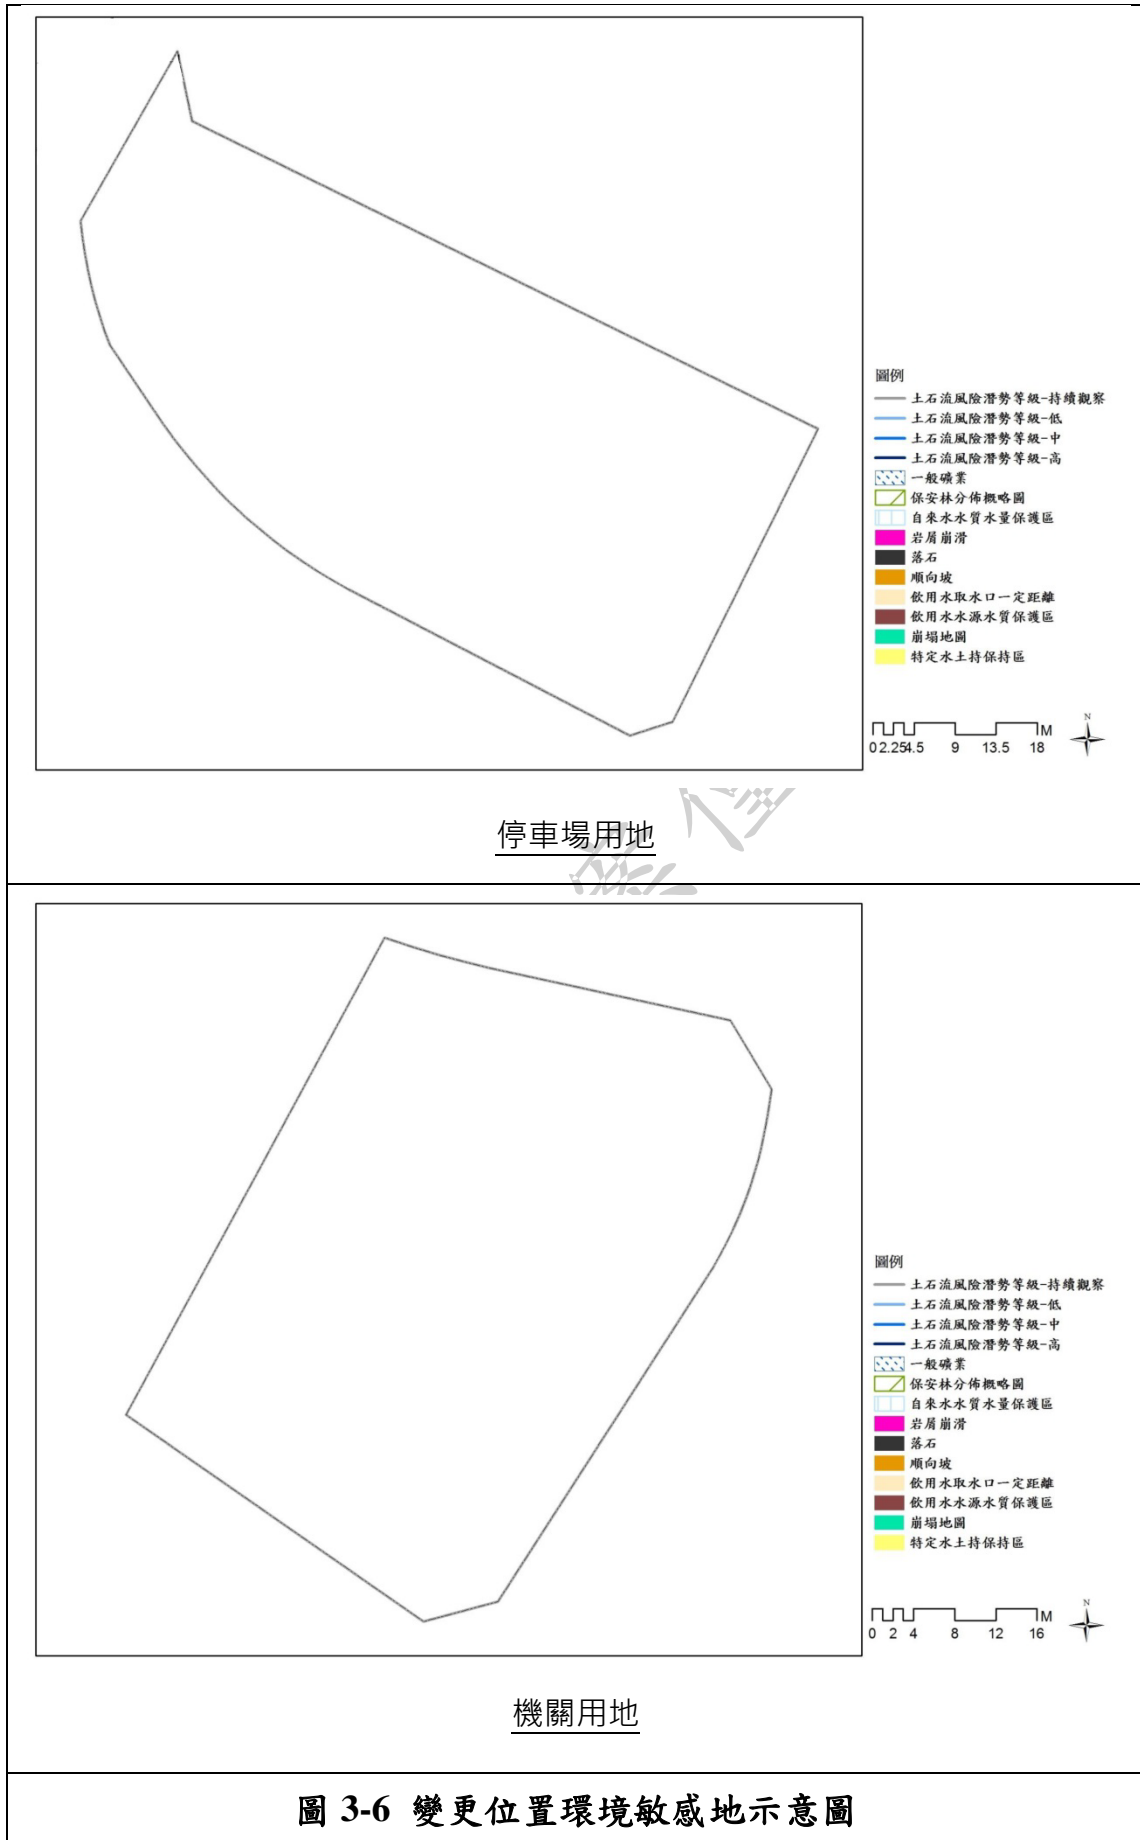 圖例
土石流風險潛勢等級-持續觀察
土石流風險潛勢等級-低
土石流風險潛勢等級-中
土石流風險潛勢等級-高
一般礦業
保安林分佈概略圖
自來水水質水量保護區
岩屑崩滑
落石
順向坡
飲用水取水口一定距離
飲用水水源水質保護區
崩塌地圖
特定水土持保持區
N
M
0 2.25 4.5 9 13.5 18
停車場用地
圖例
土石流風險潛勢等級-持續觀察
土石流風險潛勢等級-低
土石流風險潛勢等級-中
土石流風險潛勢等級-高
一般礦業
保安林分佈概略圖
自來水水質水量保護區
岩屑崩滑
落石
順向坡
飲用水取水口一定距離
飲用水水源水質保護區
崩塌地圖
特定水土持保持區
N
M
0 2 4 8 12 16
機關用地
圖 3-6 變更位置環境敏感地示意圖